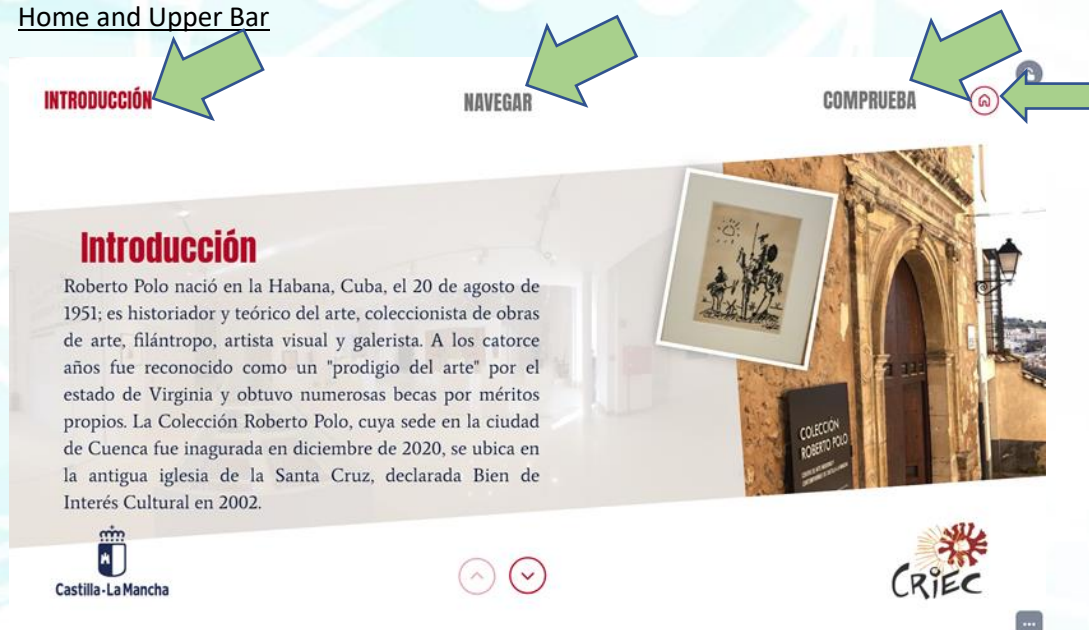 Home and Upper Bar
INTRODUCCIÓN
NAVEGAR
COMPRUEBA
Introducción
Roberto Polo nació en la Habana, Cuba, el 20 de agosto de
1951; es historiador y teórico del arte, coleccionista de obras
de arte, filántropo, artista visual y galerista. A los catorce
años fue reconocido como un "prodigio del arte" por el
estado de Virginia y obtuvo numerosas becas por méritos
propios. La Colección Roberto Polo, cuya sede en la ciudad
de Cuenca fue inagurada en diciembre de 2020, se ubica en
la antigua iglesia de la Santa Cruz, declarada Bien de
Interés Cultural en 2002.
COLECCIÓN
ROBERTO POLO
Castilla-La Mancha
CRiEC